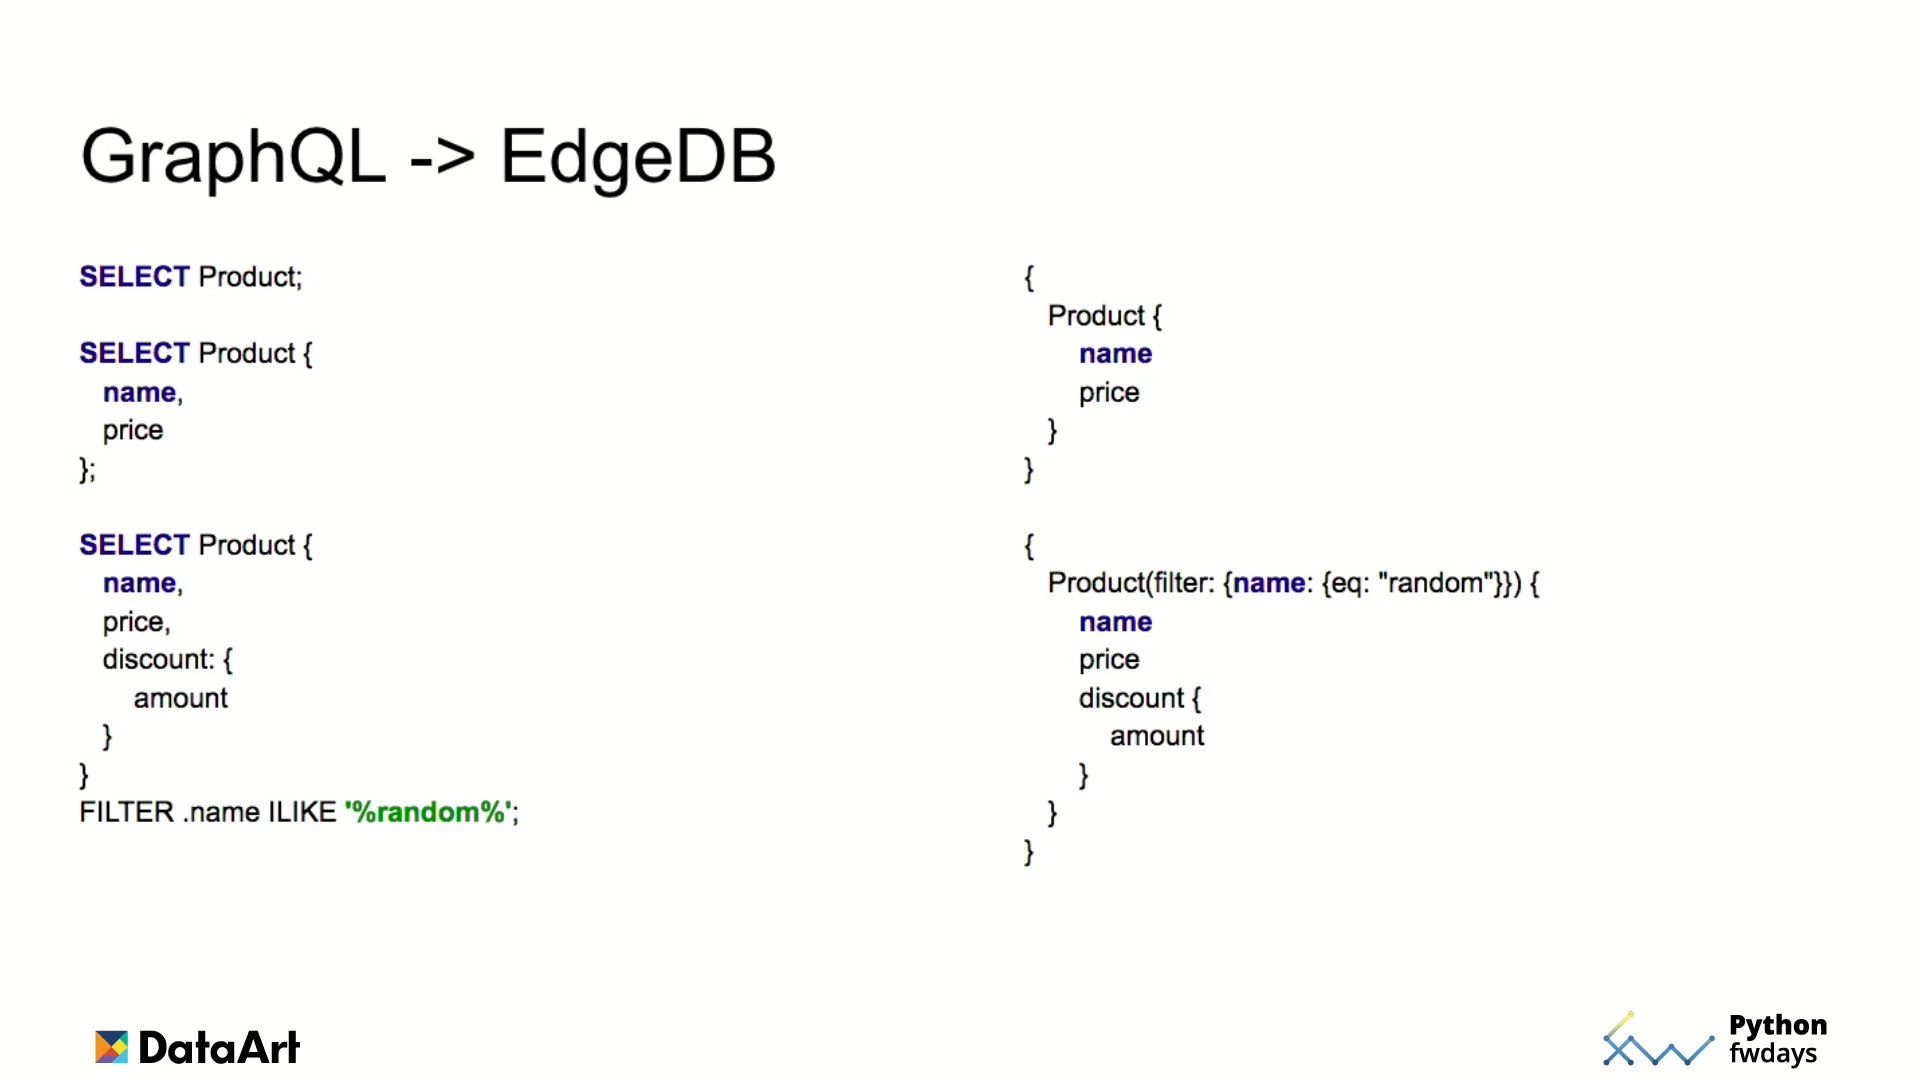 GraphQL -> EdgeDB
SELECT Product;
SELECT Product {
name,
price
};
SELECT Product {
name,
price,
discount: {
amount
}
}
FILTER .name ILIKE '%random%';
{
Product {
name
price
}
}
{
Product(filter: {name: {eq: "random"}}) {
name
price
discount {
amount
}
}
}
DataArt
Python
fwdays